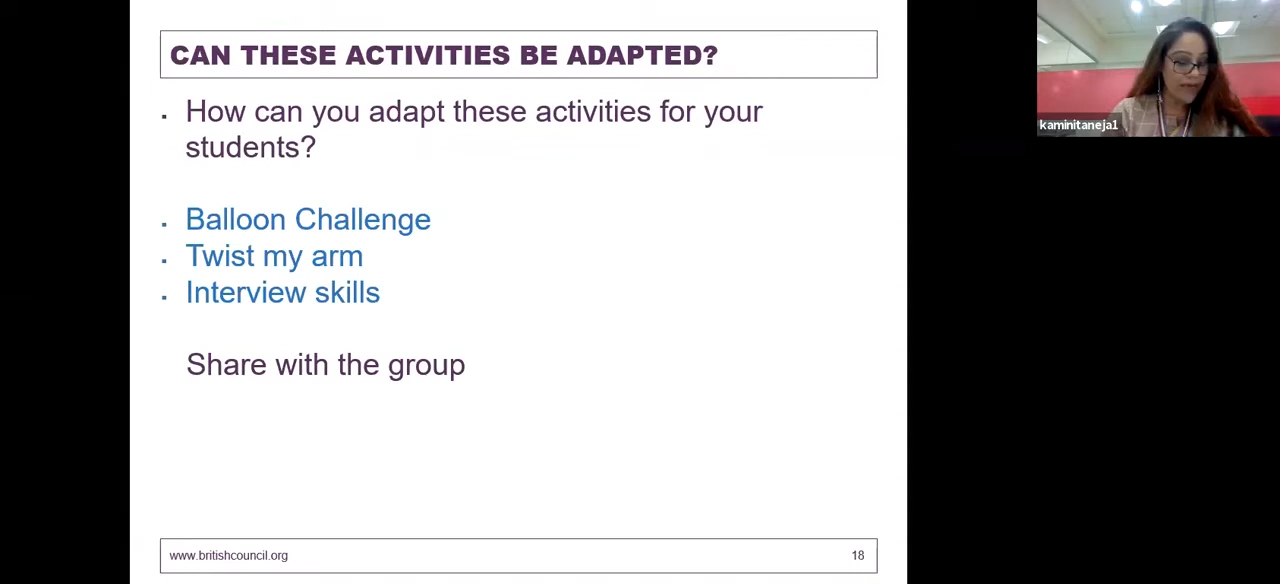 CAN THESE ACTIVITIES BE ADAPTED?
▪ How can you adapt these activities for your
students?
▪ Balloon Challenge
▪ Twist my arm
▪ Interview skills
Share with the group
www.britishcouncil.org
18
kaminitaneja1